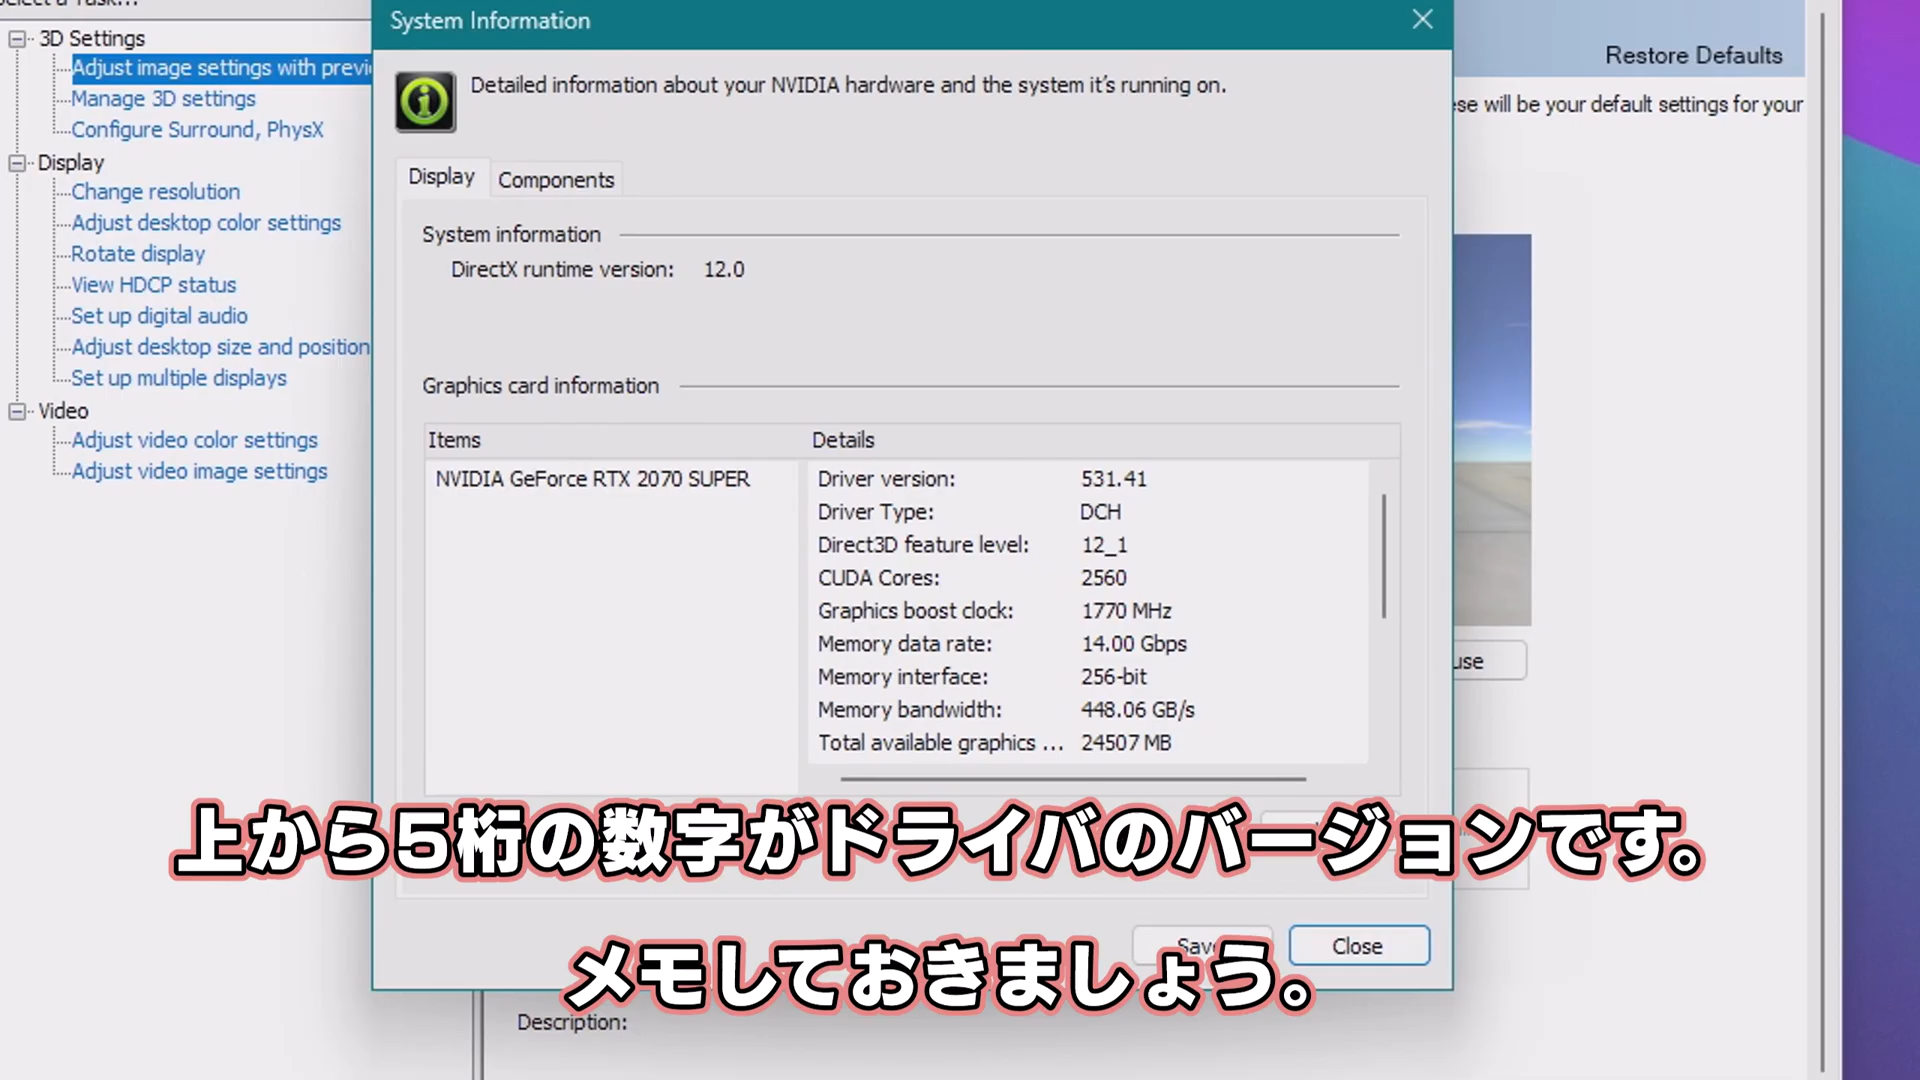 System Information
3D Settings
Adjust image settings with
Manage 3D settings
Configure Surround, PhysX
Display
Change resolution
Adjust desktop color settings
Rotate display
View HDCP status
Set up digital audio
Adjust desktop size and position
Set up multiple displays
Video
Adjust video color settings
Adjust video image settings
Detailed information about your NVIDIA hardware and the system it's running on.
Display
Components
System information
DirectX runtime version: 12.0
Graphics card information
Items Details
NVIDIA GeForce RTX 2070 SUPER
Driver version: 531.41
Driver Type: DCH
Direct3D feature level: 12_1
CUDA Cores: 2560
Graphics boost clock: 1770 MHz
Memory data rate: 14.00 Gbps
Memory interface: 256-bit
Memory bandwidth: 448.06 GB/s
Total available graphics ... 24507 MB
Restore Defaults
will be your default settings for your
上から5桁の数字がドライバのバージョンです。
メモしておきましょう。
Close
Description: